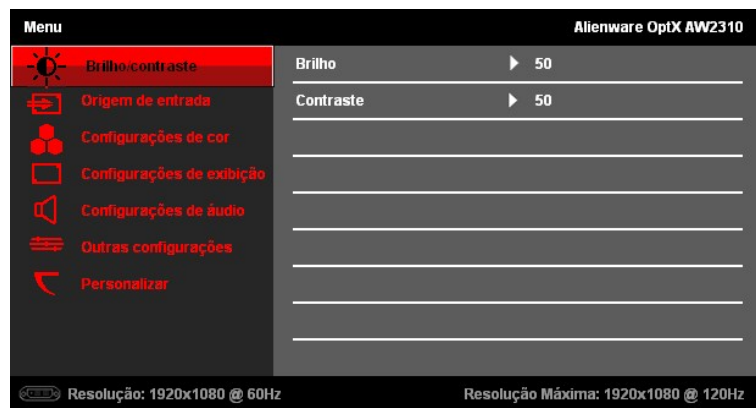 Menu Alienware OptX AW2310
Brilho/contraste Brilho 50
Origem de entrada Contraste 50
Configurações de cor
Configurações de exibição
Configurações de áudio
Outras configurações
Personalizar
Resolução: 1920x1080 @ 60Hz Resolução Máxima: 1920x1080 @ 120Hz